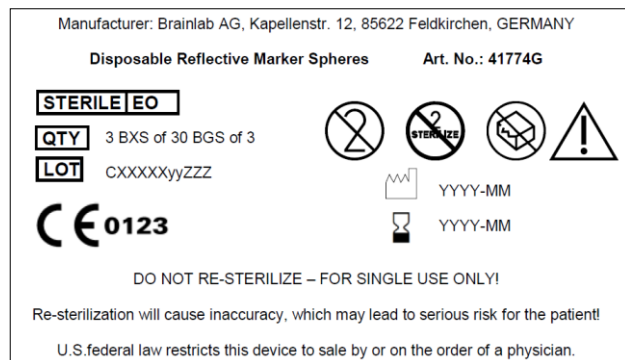 Manufacturer: Brainlab AG, Kapellenstr. 12, 85622 Feldkirchen, GERMANY
Disposable Reflective Marker Spheres Art. No.: 41774G
STERILE EO
2
2 STERILIZE
QTY 3 BXS of 30 BGS of 3
LOT CXXXXXyyZZZ
YYYY-MM
CE 0123
YYYY-MM
DO NOT RE-STERILIZE – FOR SINGLE USE ONLY!
Re-sterilization will cause inaccuracy, which may lead to serious risk for the patient!
U.S.federal law restricts this device to sale by or on the order of a physician.